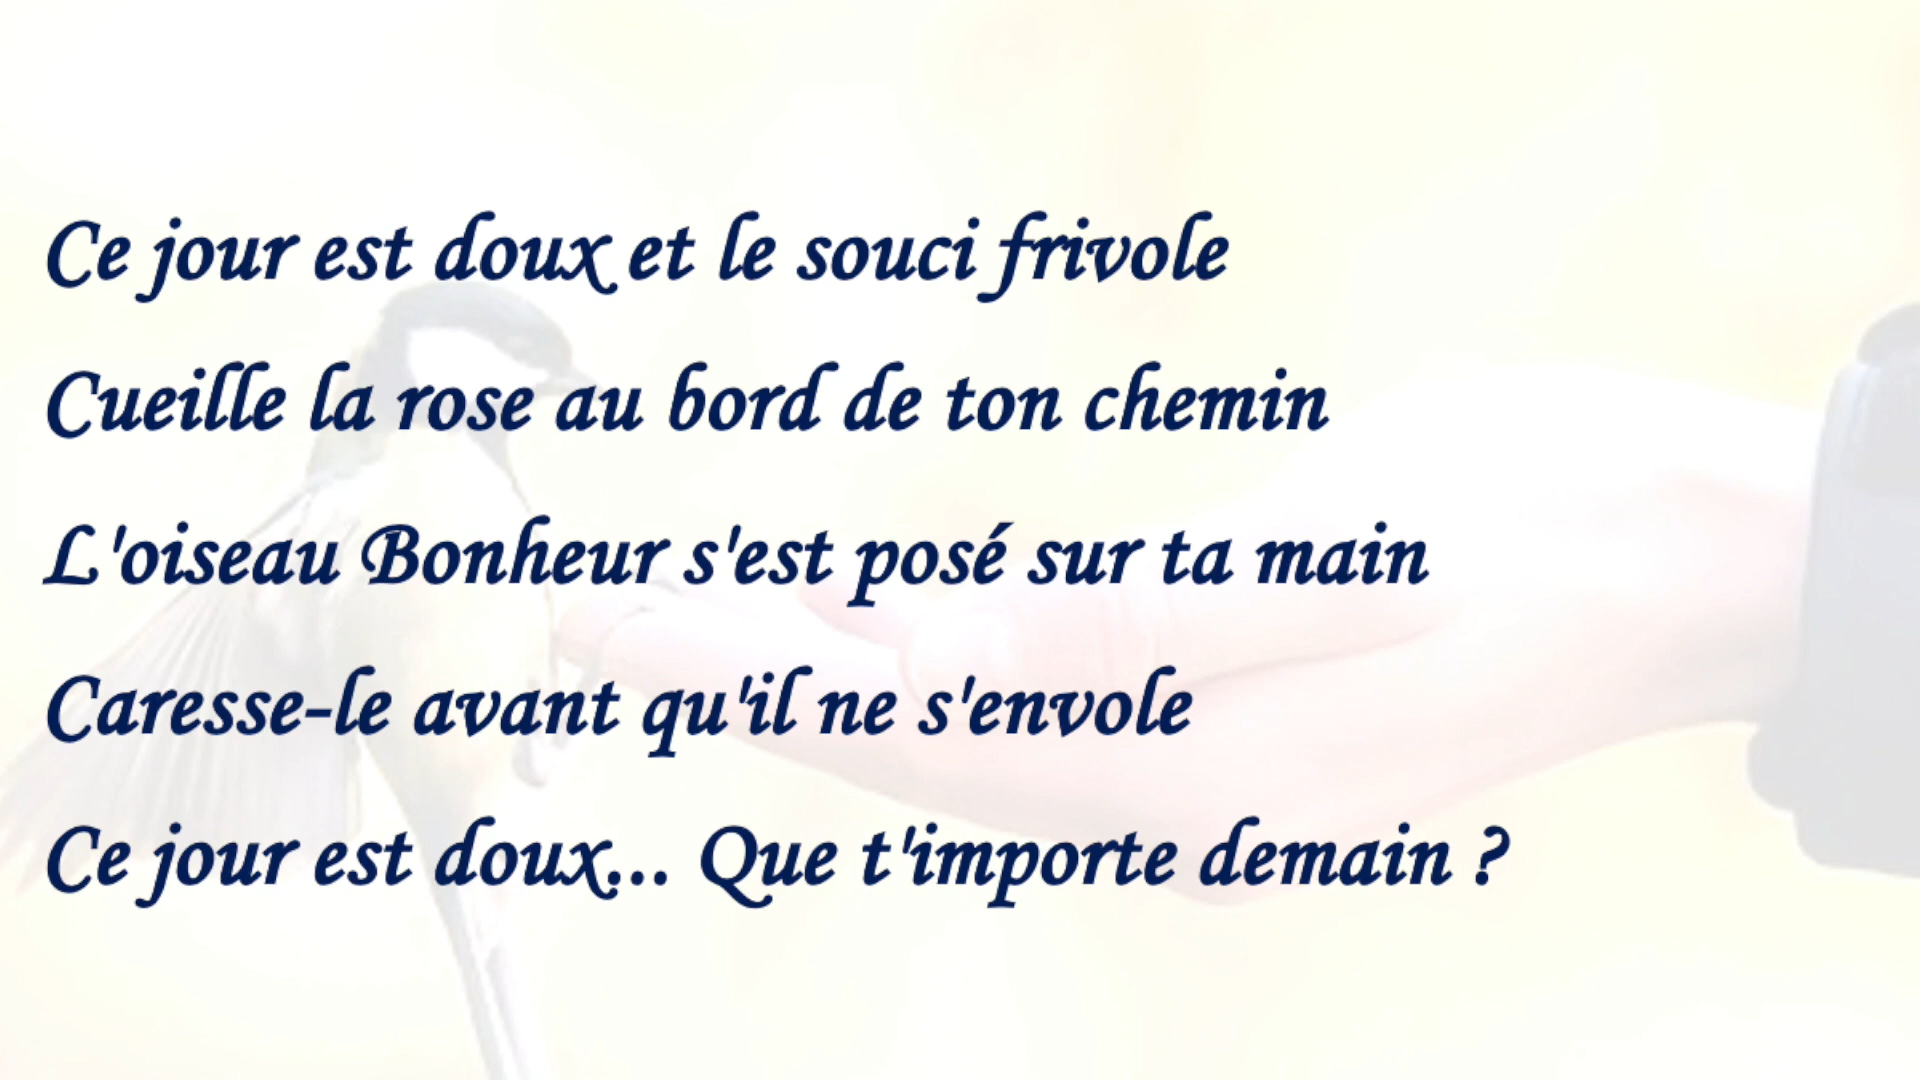 Ce jour est doux et le souci frivole
Cueille la rose au bord de ton chemin
L'oiseau Bonheur s'est posé sur ta main
Caresse-le avant qu'il ne s'envole
Ce jour est doux... Que t'importe demain ?